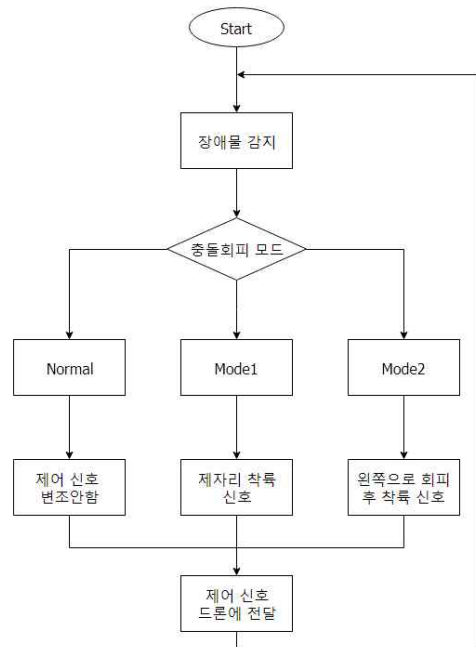 Start
장애물 감지
충돌회피 모드
Normal
Mode1
Mode2
제어 신호
변조안함
제자리 착륙
신호
왼쪽으로 회피
후 착륙 신호
제어 신호
드론에 전달